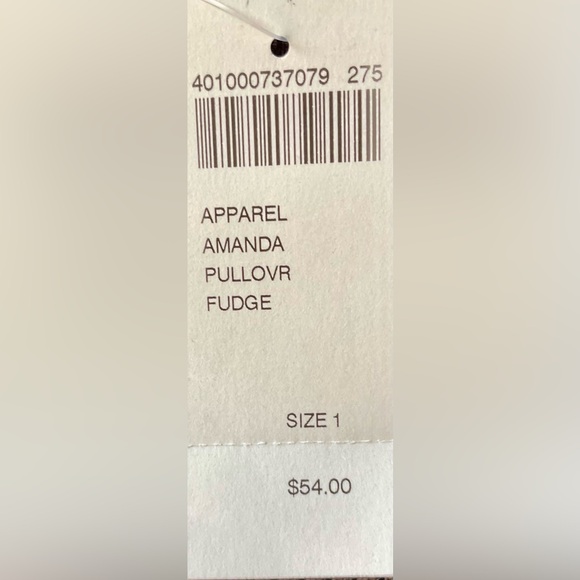 401000737079 275
APPAREL
AMANDA
PULLOVR
FUDGE
SIZE 1
$54.00